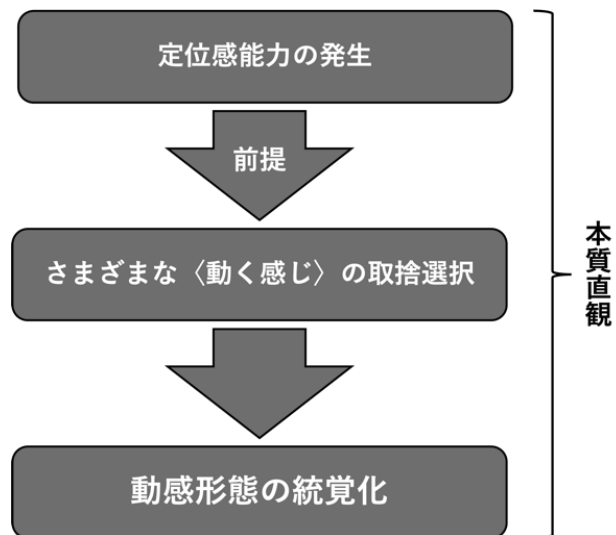 定位感能力の発生
前提
さまざまな〈動く感じ〉の取捨選択
動感形態の統覚化
本質直観